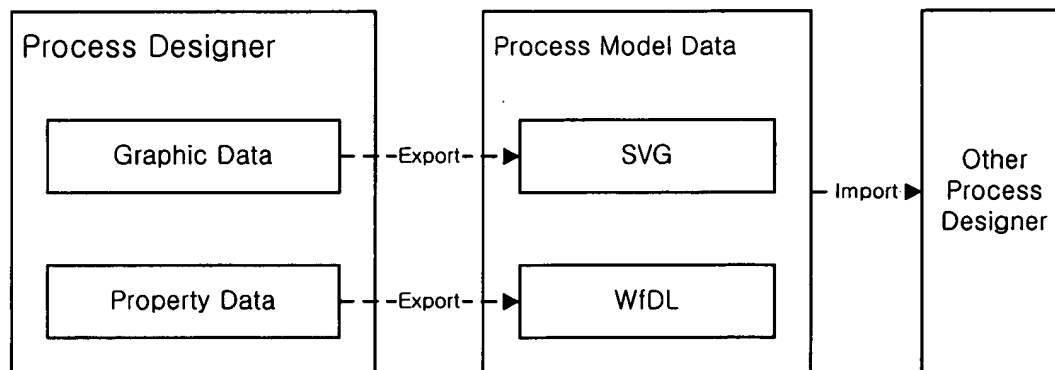 Process Designer
Process Model Data
Graphic Data
Export
SVG
Property Data
Export
WfDL
Import
Other
Process
Designer